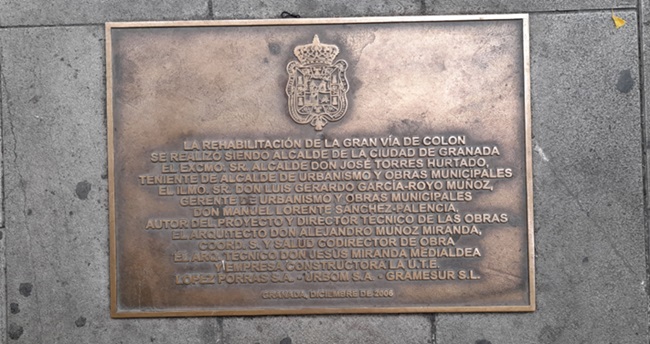 LA REHABILITACIÓN DE LA GRAN VÍA DE COLON
SE REALIZÓ SIENDO ALCALDE DE LA CIUDAD DE GRANADA
EL EXCMO. SR. ALCALDE DON JOSÉ TORRES HURTADO,
TENIENTE DE ALCALDE DE URBANISMO Y OBRAS MUNICIPALES
EL ILMO. SR. DON LUIS GERARDO GARCÍA-ROYO MUÑOZ,
GERENTE DE URBANISMO Y OBRAS MUNICIPALES
DON MANUEL LORENTE SÁNCHEZ-PALENCIA,
AUTOR DEL PROYECTO Y DIRECTOR TECNICO DE LAS OBRAS
EL ARQUITECTO DON ALEJANDRO MUÑOZ MIRANDA,
COORD. S. Y SALUD CODIRECTOR DE OBRA
EL ARQ.TÉCNICO DON JESÚS MIRANDA MEDIALDEA
Y EMPRESA CONSTRUCTORA LA U.T.E.
LÓPEZ PORRAS S.A. - URSOM S.A. - GRAMESUR S.L.
GRANADA, DICIEMBRE DE 2006